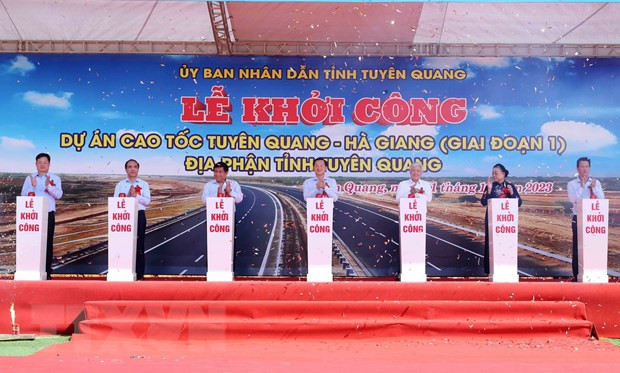 ỦY BAN NHÂN DÂN TỈNH TUYÊN QUANG
LỄ KHỞI CÔNG
DỰ ÁN CAO TỐC TUYÊN QUANG - HÀ GIANG (GIAI ĐOẠN 1)
ĐỊA PHẬN TỈNH TUYÊN QUANG
Quang, tháng 2023
LỄ
KHỞI
CÔNG
LỄ
KHỞI
CÔNG
LỄ
KHỞI
CÔNG
LỄ
KHỞI
CÔNG
LỄ
KHỞI
CÔNG
LỄ
KHỞI
CÔNG
LỄ
KHỞI
CÔNG